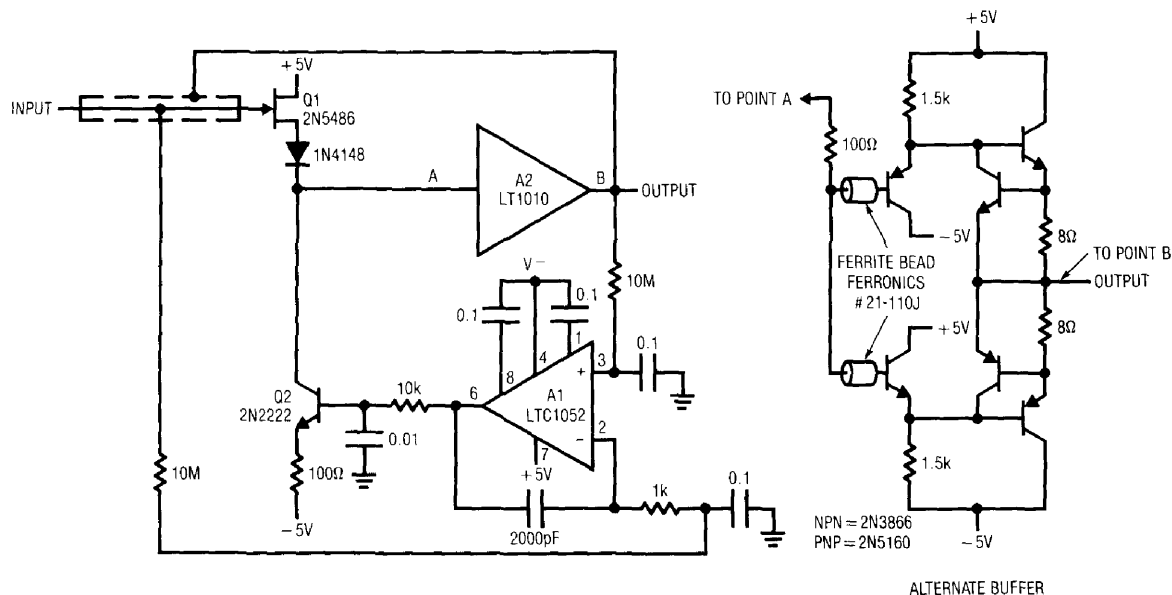 +5V
INPUT
Q1
2N5486
1N4148
A
A2
LT1010
B
OUTPUT
10M
V−
0.1
0.1
0.1
8
4
1
3
+
A1
LTC1052
6
2
−
7
+5V
10k
Q2
2N2222
0.01
100Ω
−5V
10M
2000pF
1k
0.1
+5V
TO POINT A
1.5k
100Ω
−5V
8Ω
FERRITE BEAD
FERRONICS
#21-110J
TO POINT B
OUTPUT
+5V
8Ω
1.5k
NPN = 2N3866
PNP = 2N5160
−5V
ALTERNATE BUFFER